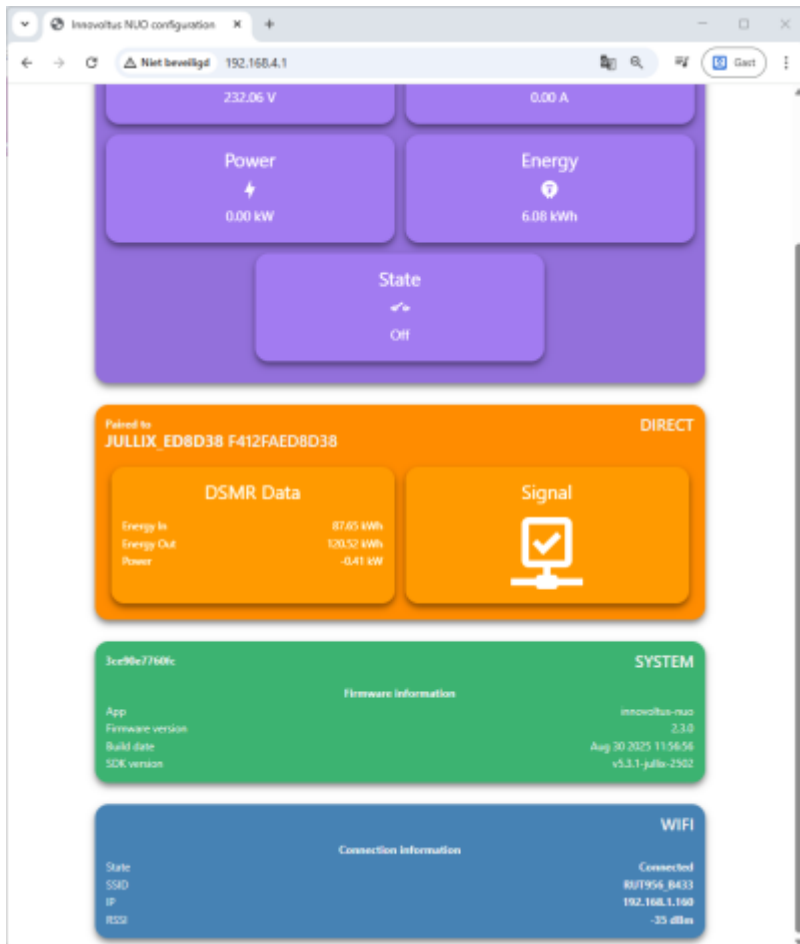 Innovoltus NUO configuration
Niet beveiligd 192.168.4.1 Gast
232.06 V 0.00 A
Power Energy
0.00 kW 6.08 kWh
State
Off
Paired to DIRECT
JULLIX_ED8D38 F412FAED8D38
DSMR Data Signal
Energy In 87.65 kWh
Energy Out 120.52 kWh
Power -0.41 kW
3ce90e7760fc SYSTEM
Firmware information
App innovoltus-nuo
Firmware version 2.3.0
Build date Aug 30 2025 11:56:56
SDK version v5.3.1-jullix-2502
WIFI
Connection information
State Connected
SSID RUT956_B433
IP 192.168.1.160
RSSI -35 dBm